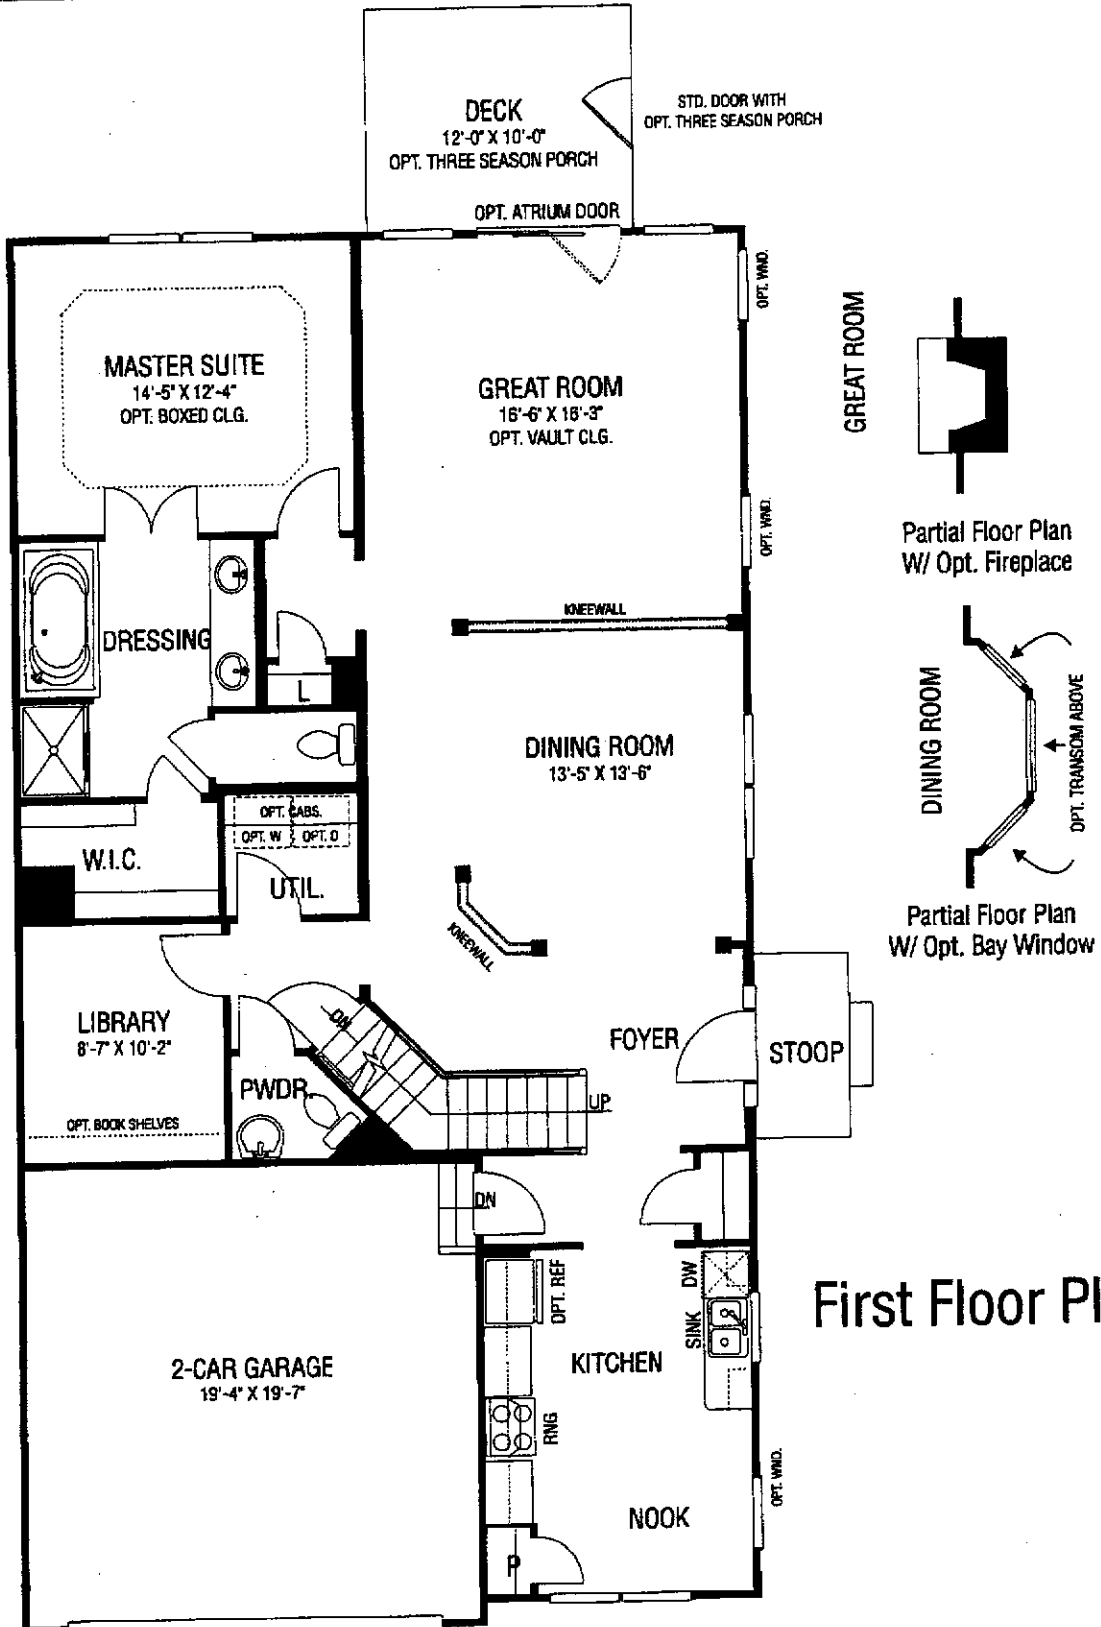 DECK
12'-0" X 10'-0"
OPT. THREE SEASON PORCH
STD. DOOR WITH
OPT. THREE SEASON PORCH
OPT. ATRIUM DOOR
OPT. WND.
MASTER SUITE
14'-5" X 12'-4"
OPT. BOXED CLG.
GREAT ROOM
16'-6" X 16'-3"
OPT. VAULT CLG.
GREAT ROOM
OPT. WND.
Partial Floor Plan
W/ Opt. Fireplace
KNEEWALL
DRESSING
L
DINING ROOM
13'-5" X 13'-6"
DINING ROOM
OPT. TRANSOM ABOVE
Partial Floor Plan
W/ Opt. Bay Window
OPT. CABS.
OPT. W
OPT. D
W.I.C.
UTIL.
KNEEWALL
LIBRARY
8'-7" X 10'-2"
OPT. BOOK SHELVES
DN
PWDR.
UP
FOYER
STOOP
DN
OPT. REF
DW
SINK
KITCHEN
RNG
NOOK
P
OPT. WND.
2-CAR GARAGE
19'-4" X 19'-7"
First Floor Pl